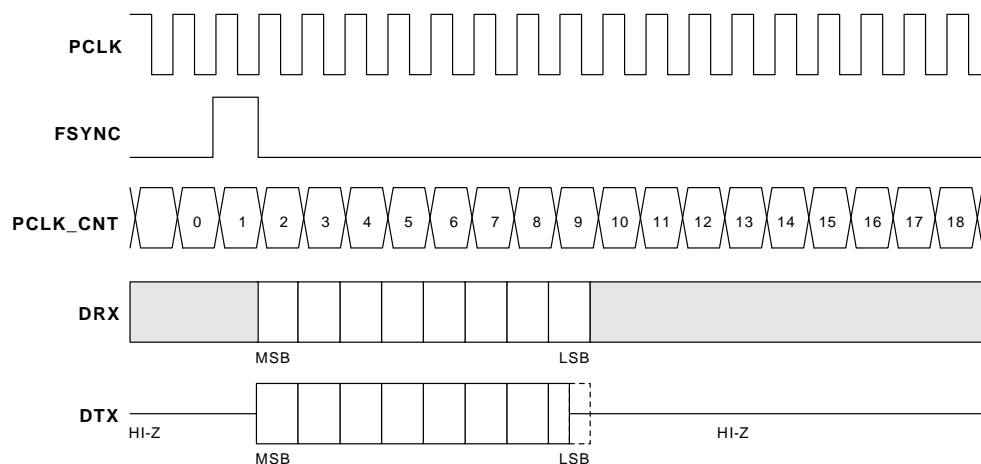 PCLK
FSYNC
PCLK_CNT 0 1 2 3 4 5 6 7 8 9 10 11 12 13 14 15 16 17 18
DRX
MSB LSB
DTX
HI-Z HI-Z
MSB LSB